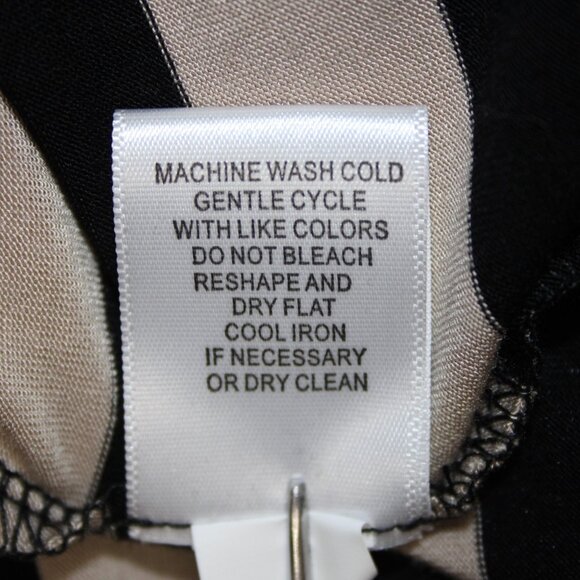 MACHINE WASH COLD
GENTLE CYCLE
WITH LIKE COLORS
DO NOT BLEACH
RESHAPE AND
DRY FLAT
COOL IRON
IF NECESSARY
OR DRY CLEAN